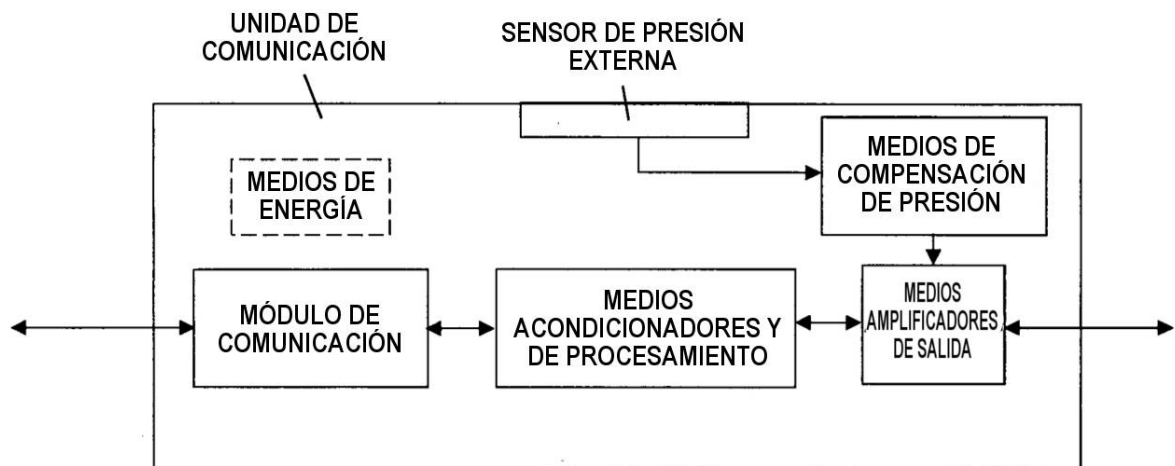 UNIDAD DE
COMUNICACIÓN
SENSOR DE PRESIÓN
EXTERNA
MEDIOS DE
COMPENSACIÓN
DE PRESIÓN
MEDIOS DE
ENERGÍA
MÓDULO DE
COMUNICACIÓN
MEDIOS
ACONDICIONADORES Y
DE PROCESAMIENTO
MEDIOS
AMPLIFICADORES
DE SALIDA